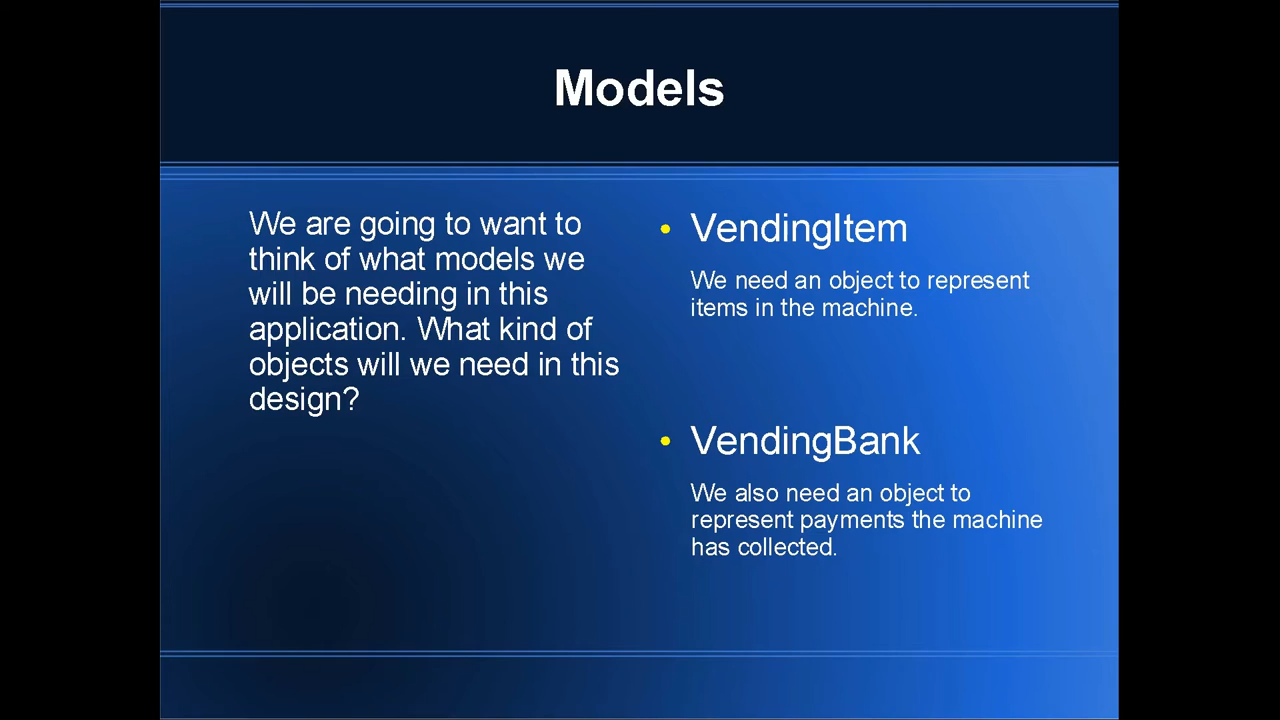 Models
We are going to want to
think of what models we
will be needing in this
application. What kind of
objects will we need in this
design?
• VendingItem
We need an object to represent
items in the machine.
• VendingBank
We also need an object to
represent payments the machine
has collected.